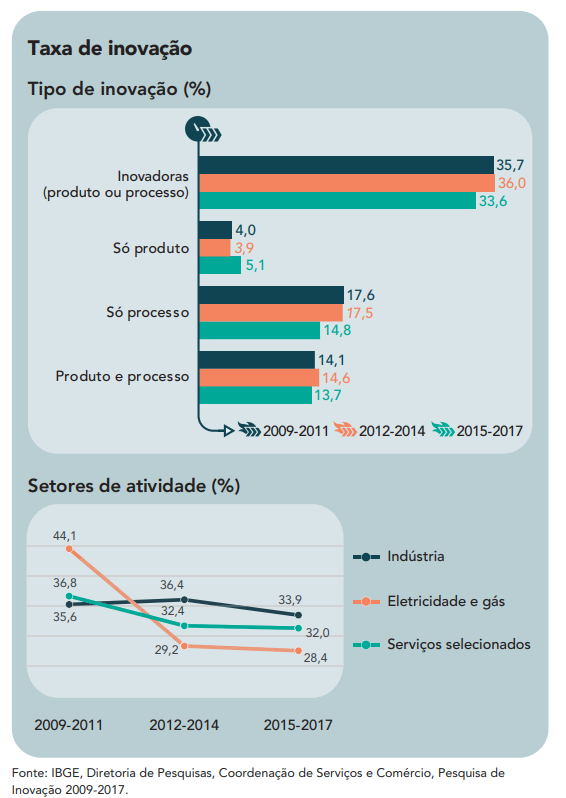 Taxa de inovação
Tipo de inovação (%)
Inovadoras
(produto ou processo)
35,7
36,0
33,6
Só produto
4,0
3,9
5,1
Só processo
17,6
17,5
14,8
Produto e processo
14,1
14,6
13,7
2009-2011 2012-2014 2015-2017
Setores de atividade (%)
44,1
36,8
35,6
36,4
32,4
29,2
33,9
32,0
28,4
Indústria
Eletricidade e gás
Serviços selecionados
2009-2011 2012-2014 2015-2017
Fonte: IBGE, Diretoria de Pesquisas, Coordenação de Serviços e Comércio, Pesquisa de
Inovação 2009-2017.